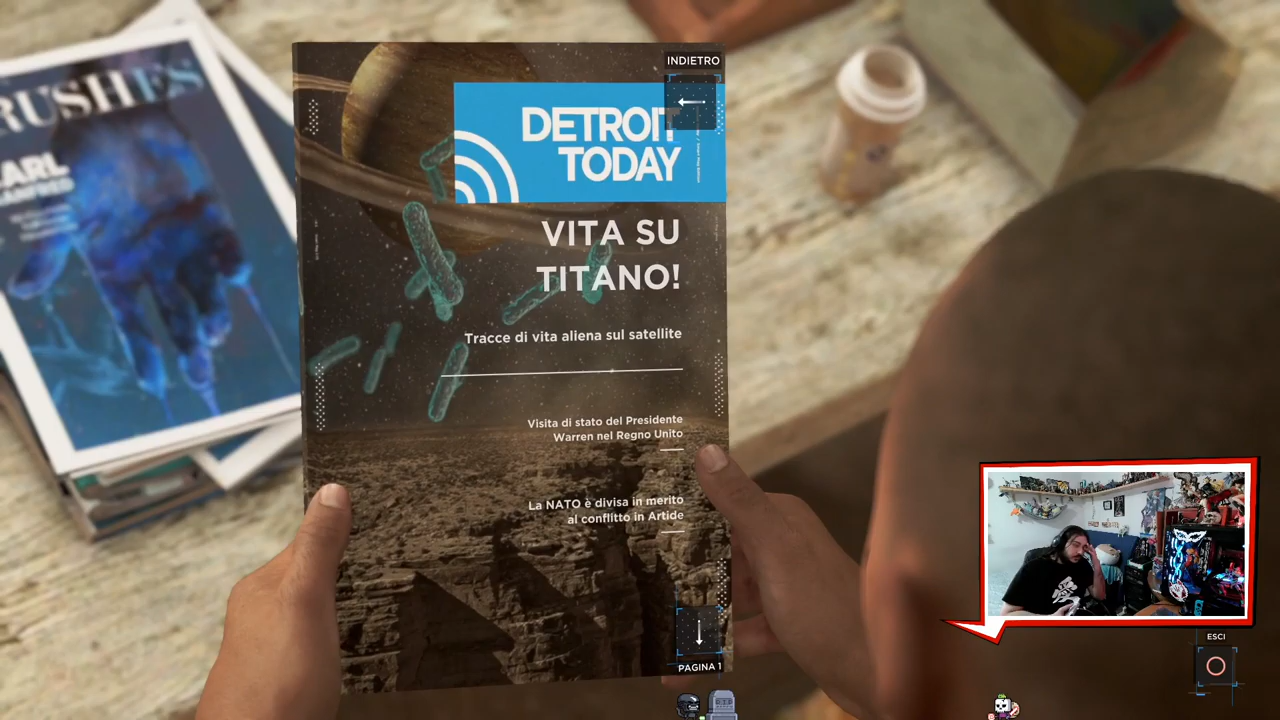 RUSHES
INDIETRO
DETROIT
TODAY
VITA SU
TITANO!
Tracce di vita aliena sul satellite
Visita di stato del Presidente
Warren nel Regno Unito
La NATO è divisa in merito
al conflitto in Artide
PAGINA 1
ESCI